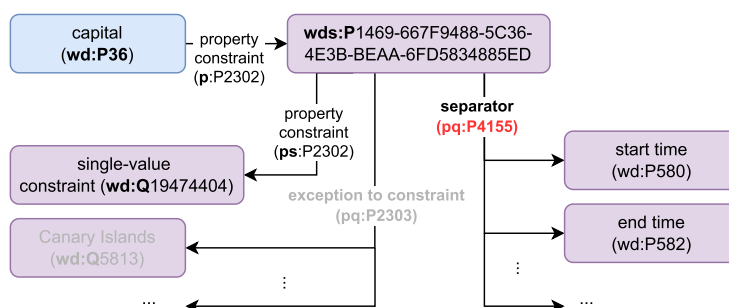 capital
(wd:P36)
property
constraint
(p:P2302)
wds:P1469-667F9488-5C36-
4E3B-BEAA-6FD5834885ED
property
constraint
(ps:P2302)
separator
(pq:P4155)
start time
(wd:P580)
single-value
constraint (wd:Q19474404)
exception to constraint
(pq:P2303)
Canary Islands
(wd:Q5813)
end time
(wd:P582)
...
...
...
...